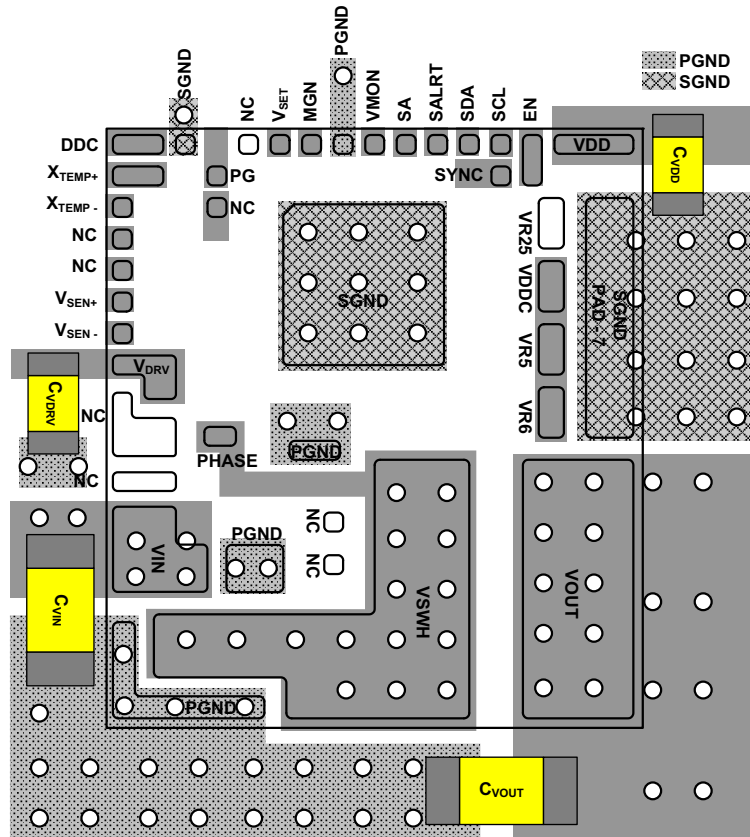 PGND
SGND
SGND
NC
VSET
MGN
PGND
VMON
SA
SALRT
SDA
SCL
EN
DDC
VDD
CVDD
XTEMP+
PG
SYNC
XTEMP -
NC
NC
NC
VSEN+
VSEN -
SGND
VR25
VDDC
VR5
VR6
SGND
PAD - 7
VDRV
CVDRV
NC
PHASE
PGND
NC
VIN
PGND
NC
NC
VSWH
VOUT
CVIN
PGND
CVOUT